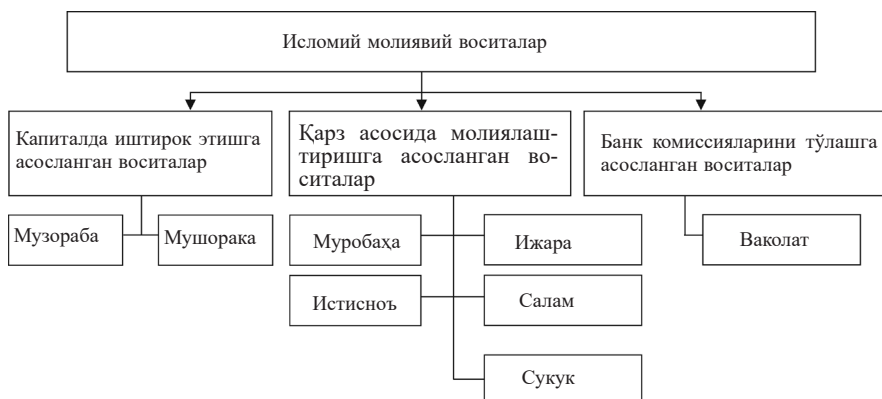 Исломий молиявий воситалар
Капиталда иштирок этишга
асосланган воситалар
Қарз асосида молиялаш-
тиришга асосланган во-
ситалар
Банк комиссияларини тўлашга
асосланган воситалар
Музораба
Мушорака
Муробаҳа
Ижара
Ваколат
Истисноъ
Салам
Сукук